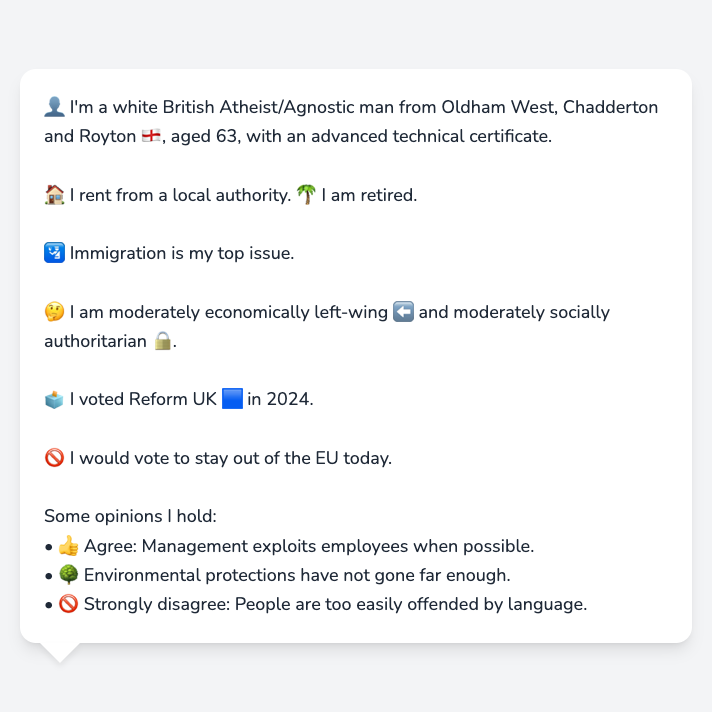 👤 I'm a white British Atheist/Agnostic man from Oldham West, Chadderton
and Royton 🏴󠁧󠁢󠁥󠁮󠁧󠁿, aged 63, with an advanced technical certificate.
🏠 I rent from a local authority. 🌴 I am retired.
🛂 Immigration is my top issue.
🤔 I am moderately economically left-wing ⬅️ and moderately socially
authoritarian 🔒.
🗳️ I voted Reform UK 🟦 in 2024.
🚫 I would vote to stay out of the EU today.
Some opinions I hold:
• 👍 Agree: Management exploits employees when possible.
• 🌳 Environmental protections have not gone far enough.
• 🚫 Strongly disagree: People are too easily offended by language.